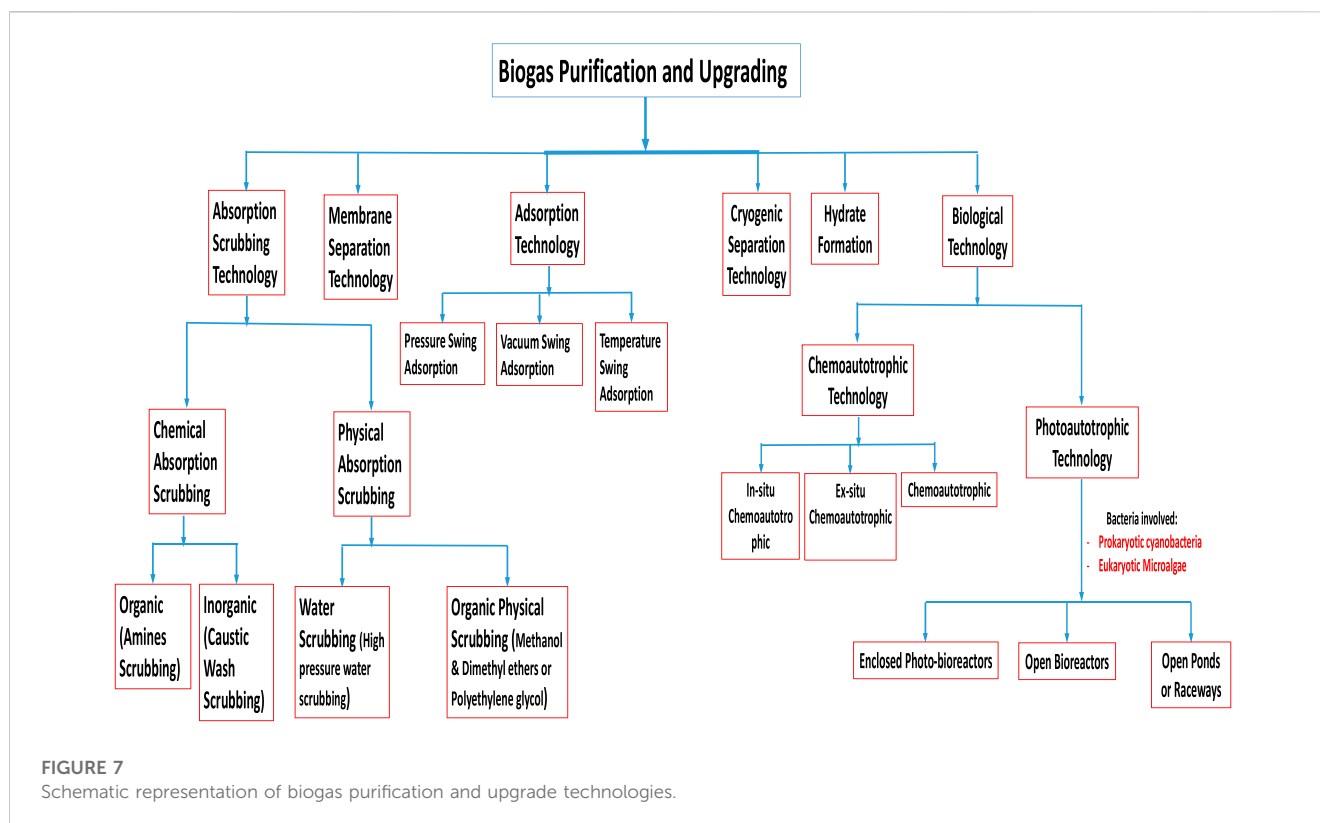 Biogas Purification and Upgrading
Absorption
Scrubbing
Technology
Membrane
Separation
Technology
Adsorption
Technology
Cryogenic
Separation
Technology
Hydrate
Formation
Biological
Technology
Pressure Swing
Adsorption
Vacuum Swing
Adsorption
Temperature
Swing
Adsorption
Chemoautotrophic
Technology
Photoautotrophic
Technology
Chemical
Absorption
Scrubbing
Physical
Absorption
Scrubbing
In-situ
Chemoautotro
phic
Ex-situ
Chemoautotrophic
Chemoautotrophic
Bacteria involved:
- Prokaryotic cyanobacteria
- Eukaryotic Microalgae
Organic
(Amines
Scrubbing)
Inorganic
(Caustic
Wash
Scrubbing)
Water
Scrubbing (High
pressure water
scrubbing)
Organic Physical
Scrubbing (Methanol
& Dimethyl ethers or
Polyethylene glycol)
Enclosed Photo-bioreactors
Open Bioreactors
Open Ponds
or Raceways
FIGURE 7
Schematic representation of biogas purification and upgrade technologies.